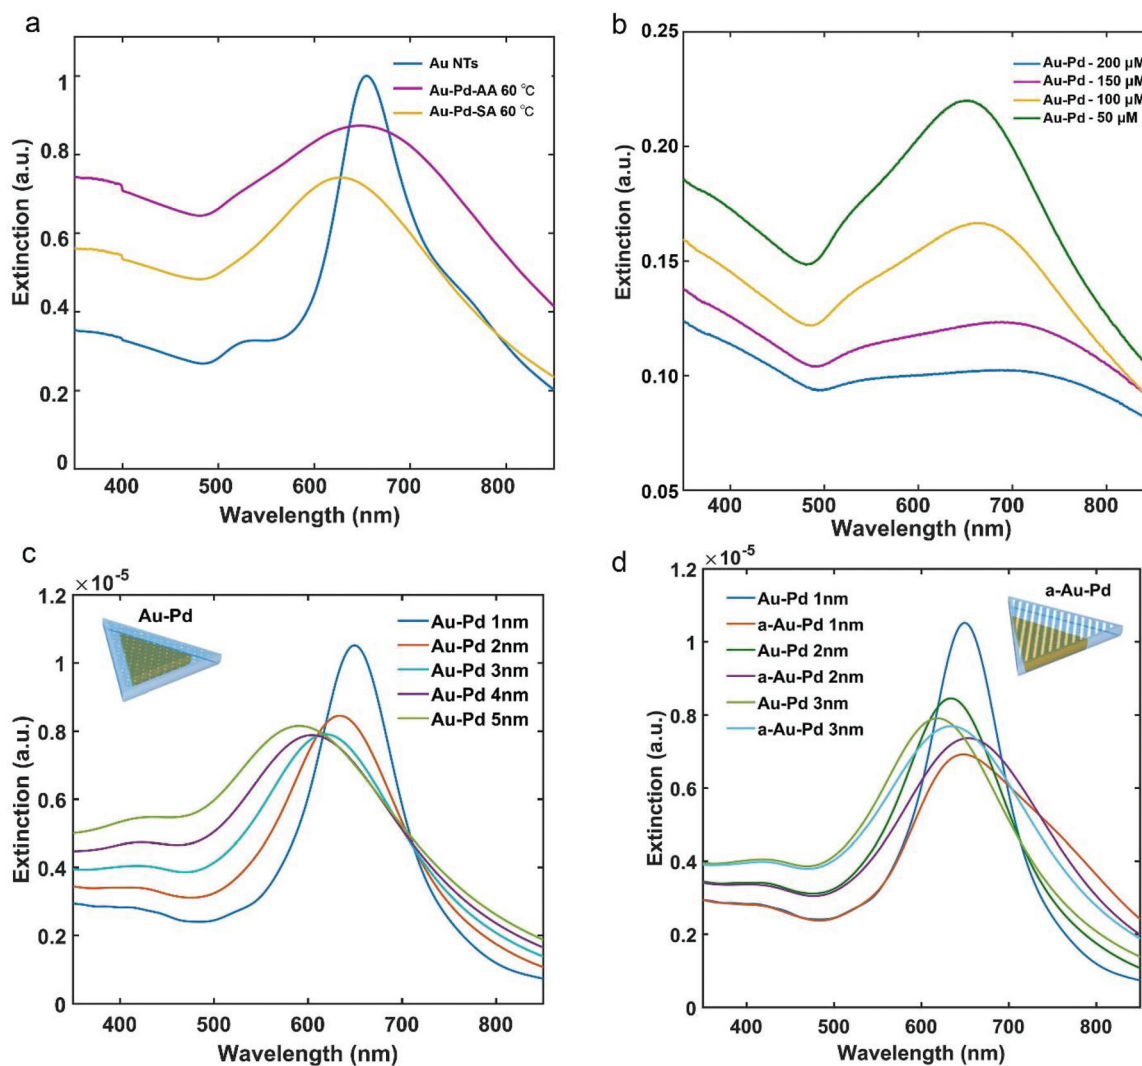 a
Extinction (a.u.)
1
0.8
0.6
0.4
0.2
0
400 500 600 700 800
Wavelength (nm)
Au NTs
Au-Pd-AA 60 °C
Au-Pd-SA 60 °C
b
Extinction (a.u.)
0.25
0.20
0.15
0.10
0.05
400 500 600 700 800
Wavelength (nm)
Au-Pd - 200 µM
Au-Pd - 150 µM
Au-Pd - 100 µM
Au-Pd - 50 µM
c
×10-5
Extinction (a.u.)
1.2
1
0.8
0.6
0.4
0.2
0
400 500 600 700 800
Wavelength (nm)
Au-Pd
Au-Pd 1nm
Au-Pd 2nm
Au-Pd 3nm
Au-Pd 4nm
Au-Pd 5nm
d
×10-5
Extinction (a.u.)
1.2
1
0.8
0.6
0.4
0.2
0
400 500 600 700 800
Wavelength (nm)
Au-Pd 1nm
a-Au-Pd 1nm
Au-Pd 2nm
a-Au-Pd 2nm
Au-Pd 3nm
a-Au-Pd 3nm
a-Au-Pd